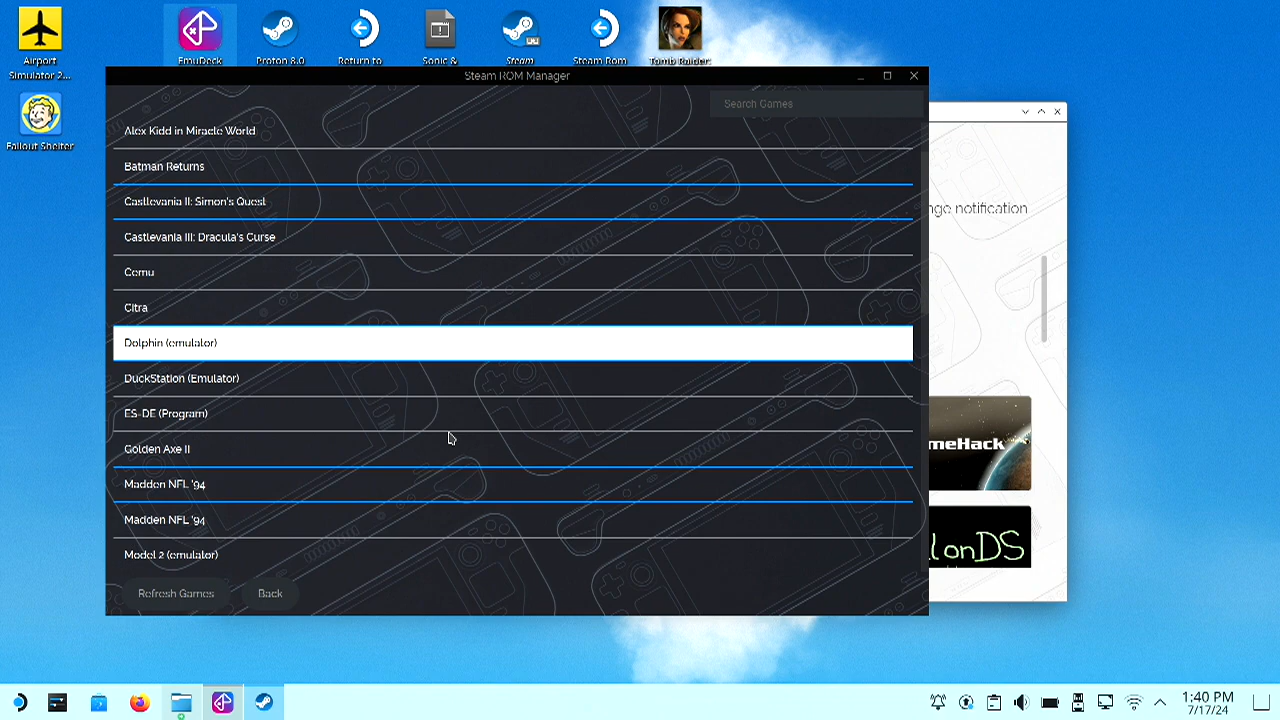 Airport
Simulator 2...
EmuDeck
Proton 8.0
Return to
Sonic &
Steam
Steam Rom
Tomb Raider:
Fallout Shelter
Steam ROM Manager
Search Games
Alex Kidd in Miracle World
Batman Returns
Castlevania II: Simon's Quest
Castlevania III: Dracula's Curse
Cemu
Citra
Dolphin (emulator)
DuckStation (Emulator)
ES-DE (Program)
Golden Axe II
Madden NFL '94
Madden NFL '94
Model 2 (emulator)
Refresh Games
Back
nge notification
meHack
lonDS
1:40 PM
7/17/24